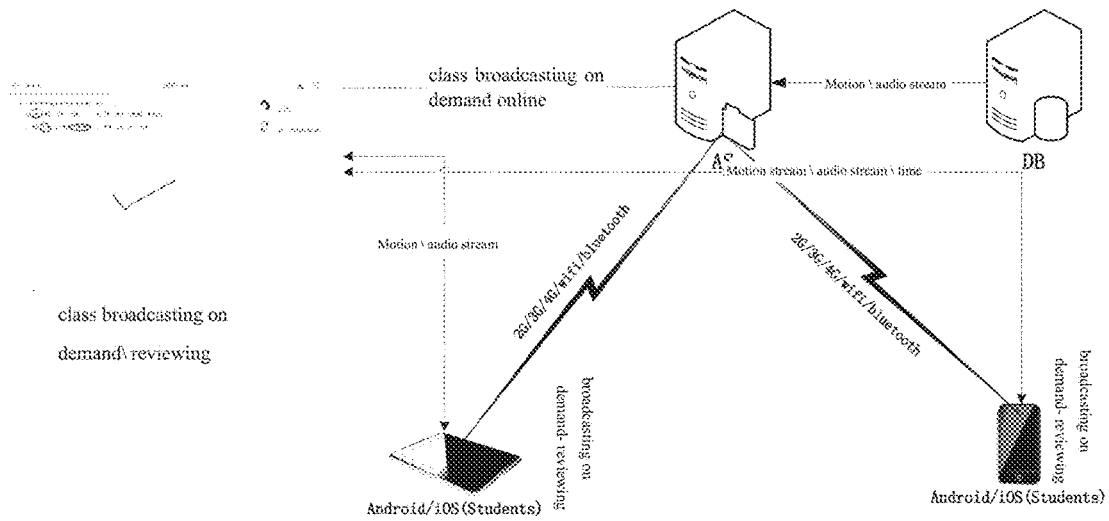 class broadcasting on
demand online
Motion \ audio stream
AS
DB
Motion stream \ audio stream \ time
Motion \ audio stream
2G/3G/4G/wifi/bluetooth
2G/3G/4G/wifi/bluetooth
class broadcasting on
demand\ reviewing
broadcasting on
demand- reviewing
broadcasting on
demand- reviewing
Android/iOS(Students)
Android/iOS(Students)